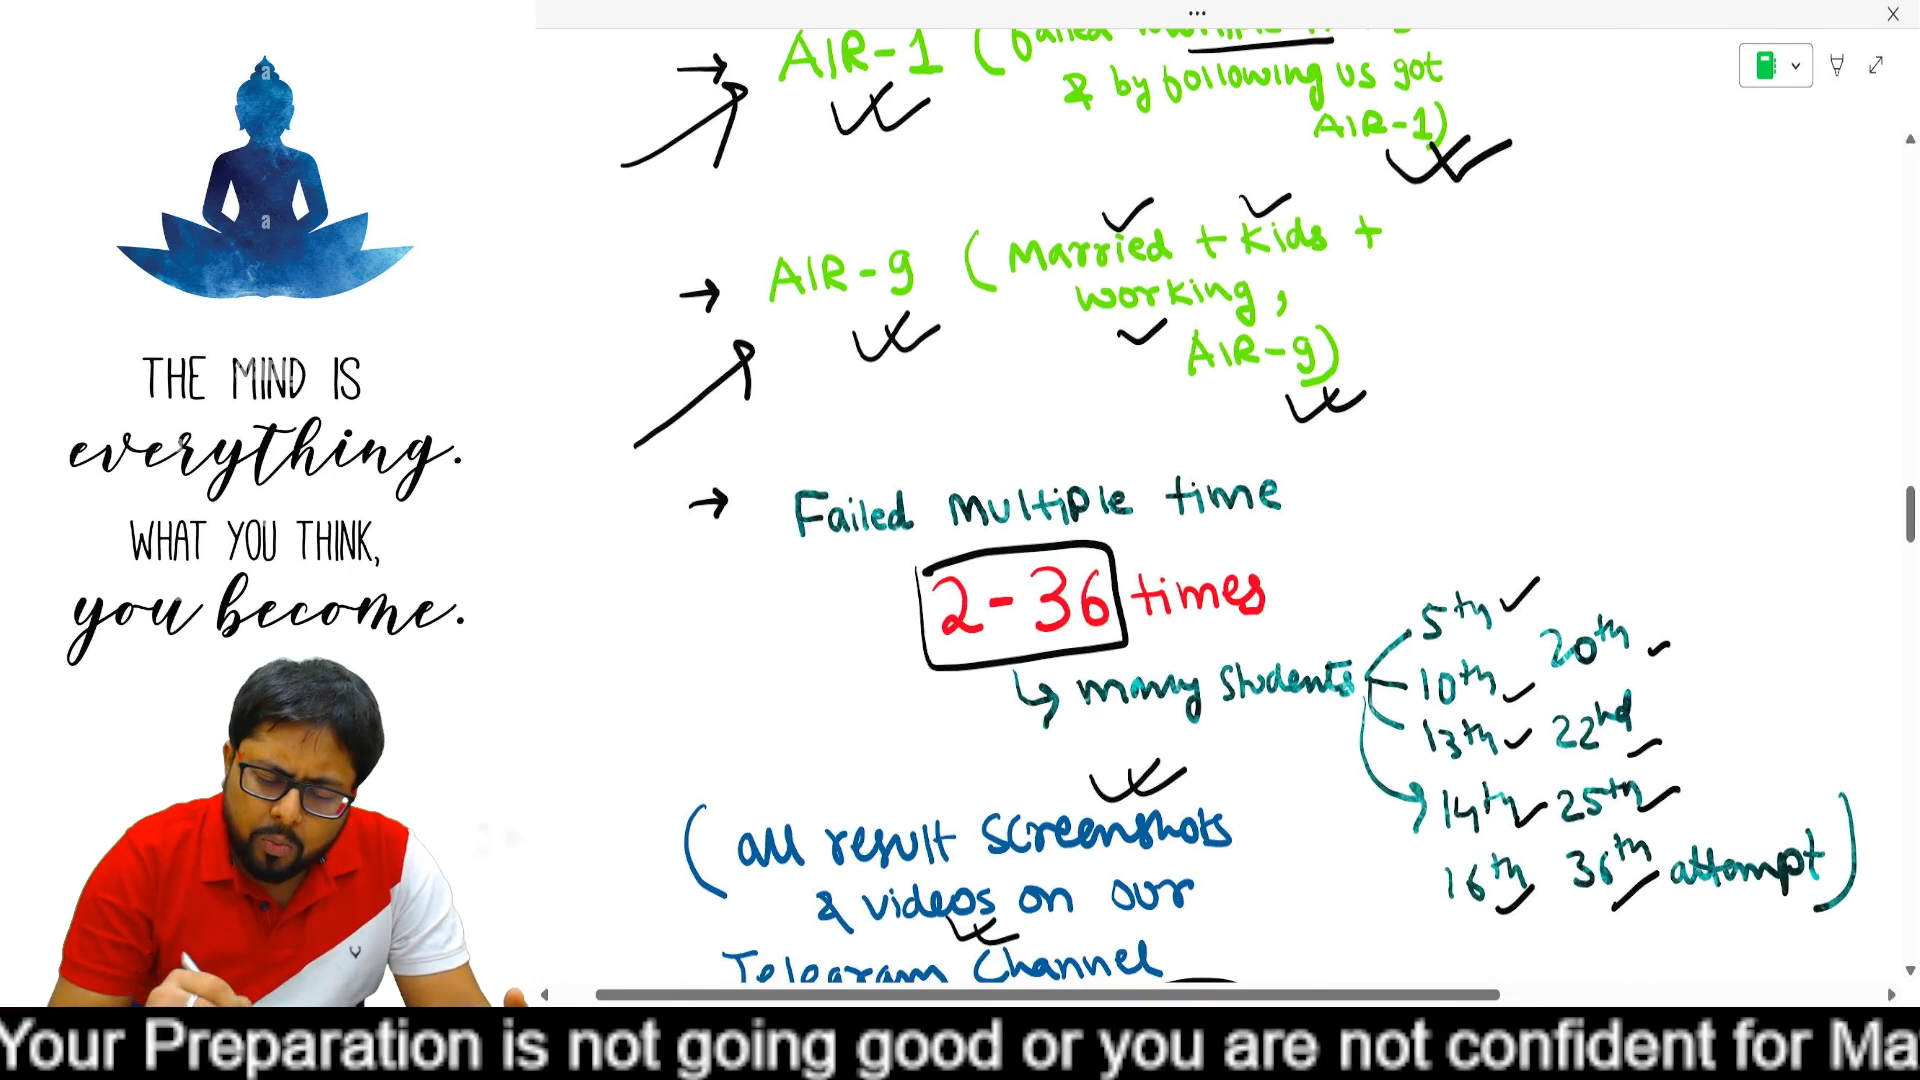 THE MIND IS
everything.
WHAT YOU THINK,
you become.
→ AIR-1 (Failed multiple
& by following us got
AIR-1)
→ AIR-9 (Married + Kids +
working,
AIR-9)
→ Failed Multiple time
2-36 times
↳ many students
5th 20th
10th
13th 22nd
14th 25th
16th 36th attempt)
(all result screenshots
& videos on our
Telegram Channel
Your Preparation is not going good or you are not confident for Ma